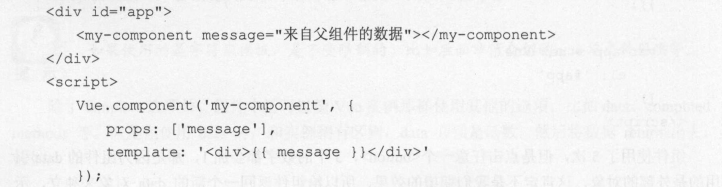 <div id="app">
<my-component message="来自父组件的数据"></my-component>
</div>
<script>
Vue.component('my-component', {
props: ['message'],
template: '<div>{{ message }}</div>'
});